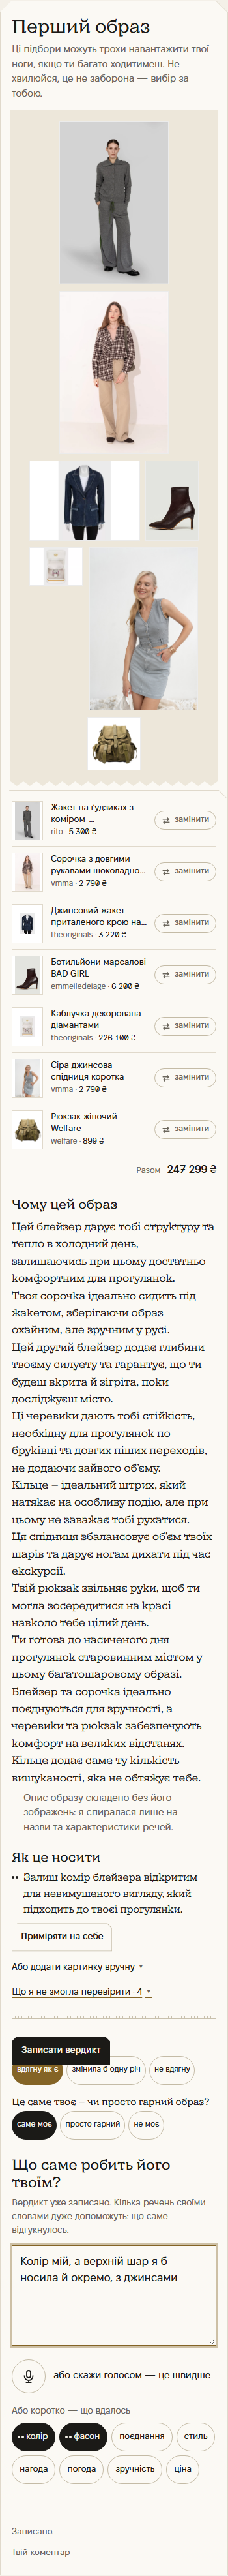 Перший образ
Ці підбори можуть трохи навантажити твої
ноги, якщо ти багато ходитимеш. Не
хвилюйся, це не заборона — вибір за
тобою.
Жакет на ґудзиках з
коміром-...
rito · 5 300 ₴
замінити
Сорочка з довгими
рукавами шоколадно...
vmma · 2 790 ₴
замінити
Джинсовий жакет
приталеного крою на...
theoriginals · 3 220 ₴
замінити
Ботильйони марсалові
BAD GIRL
emmeliedelage · 6 200 ₴
замінити
Каблучка декорована
діамантами
theoriginals · 226 100 ₴
замінити
Сіра джинсова
спідниця коротка
vmma · 2 790 ₴
замінити
Рюкзак жіночий
Welfare
welfare · 899 ₴
замінити
Разом 247 299 ₴
Чому цей образ
Цей блейзер дарує тобі структуру та
тепло в холодний день,
залишаючись при цьому достатньо
комфортним для прогулянок.
Твоя сорочка ідеально сидить під
жакетом, зберігаючи образ
охайним, але зручним у русі.
Цей другий блейзер додає глибини
твоєму силуету та гарантує, що ти
будеш вкрита й зігріта, поки
досліджуєш місто.
Ці черевики дають тобі стійкість,
необхідну для прогулянок по
бруківці та довгих піших переходів,
не додаючи зайвого об'єму.
Кільце — ідеальний штрих, який
натякає на особливу подію, але при
цьому не заважає тобі рухатися.
Ця спідниця збалансовує об'єм твоїх
шарів та дарує ногам дихати під час
екскурсії.
Твій рюкзак звільняє руки, щоб ти
могла зосередитися на красі
навколо тебе цілий день.
Ти готова до насиченого дня
прогулянок старовинним містом у
цьому багатошаровому образі.
Блейзер та сорочка ідеально
поєднуються для зручності, а
черевики та рюкзак забезпечують
комфорт на великих відстанях.
Кільце додає саме ту кількість
вишуканості, яка не обтяжує тебе.
Опис образу складено без його
зображень: я спиралася лише на
назви та характеристики речей.
Як це носити
Залиш комір блейзера відкритим
для невимушеного вигляду, який
підходить до твоєї прогулянки.
Приміряти на себе
Або додати картинку вручну
Що я не змогла перевірити · 4
Записати вердикт
вдягну як є
змінила б одну річ
не вдягну
Це саме твоє — чи просто гарний образ?
саме моє
просто гарний
не моє
Що саме робить його
твоїм?
Вердикт уже записано. Кілька речень своїми
словами дуже допоможуть: що саме
відгукнулось.
Колір мій, а верхній шар я б
носила й окремо, з джинсами
або скажи голосом — це швидше
Або коротко — що вдалось
колір
фасон
поєднання
стиль
нагода
погода
зручність
ціна
Записано.
Твій коментар